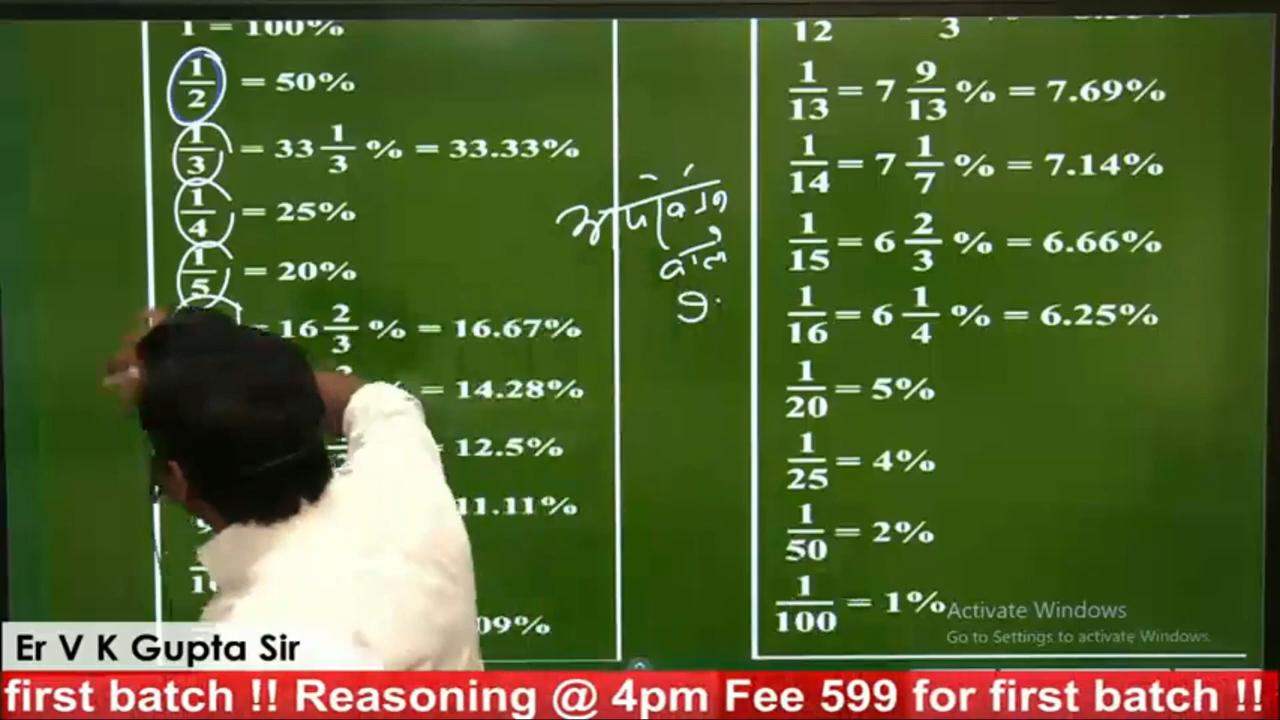 1 = 100%
1/2 = 50%
1/3 = 33 1/3 % = 33.33%
1/4 = 25%
1/5 = 20%
= 16 2/3 % = 16.67%
= 14.28%
= 12.5%
11.11%
09%
12 3
1/13 = 7 9/13 % = 7.69%
1/14 = 7 1/7 % = 7.14%
1/15 = 6 2/3 % = 6.66%
1/16 = 6 1/4 % = 6.25%
1/20 = 5%
1/25 = 4%
1/50 = 2%
1/100 = 1%
Activate Windows
Go to Settings to activate Windows.
Er V K Gupta Sir
first batch !! Reasoning @ 4pm Fee 599 for first batch !!